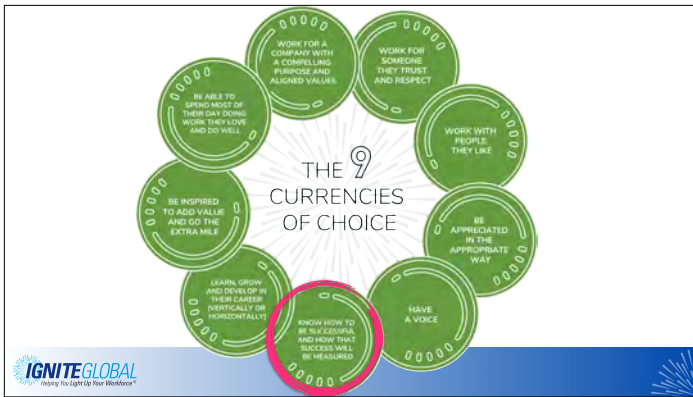 WORK FOR A
COMPANY WITH
A COMPELLING
PURPOSE AND
ALIGNED VALUES
WORK FOR
SOMEONE
THEY TRUST
AND RESPECT
WORK WITH
PEOPLE
THEY LIKE
BE
APPRECIATED
IN THE
APPROPRIATE
WAY
HAVE
A VOICE
KNOW HOW TO
BE SUCCESSFUL
AND HOW THAT
SUCCESS WILL
BE MEASURED
LEARN, GROW
AND DEVELOP IN
THEIR CAREER
(VERTICALLY OR
HORIZONTALLY)
BE INSPIRED
TO ADD VALUE
AND GO THE
EXTRA MILE
BE ABLE TO
SPEND MOST OF
THEIR DAY DOING
WORK THEY LOVE
AND DO WELL
THE 9
CURRENCIES
OF CHOICE
IGNITEGLOBAL
Helping You Light Up Your Workforce®